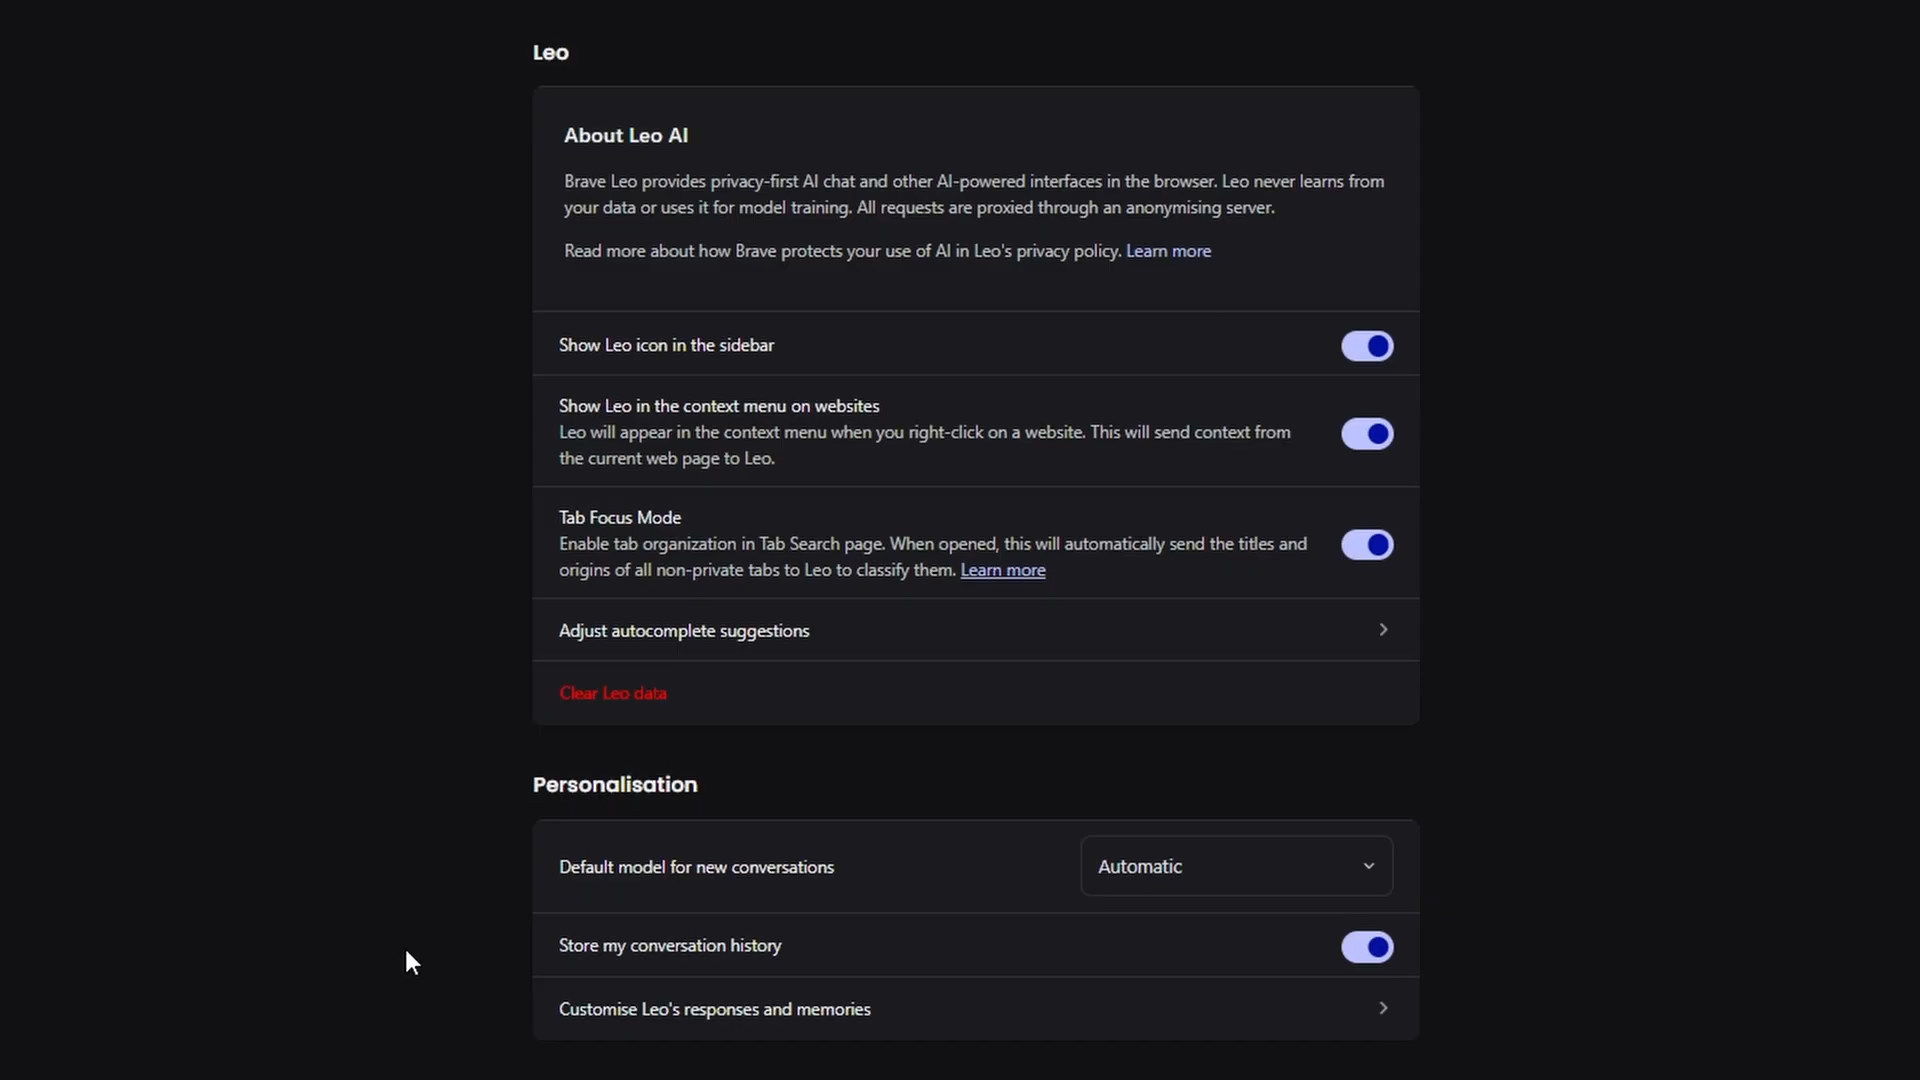 Leo
About Leo AI
Brave Leo provides privacy-first AI chat and other AI-powered interfaces in the browser. Leo never learns from
your data or uses it for model training. All requests are proxied through an anonymising server.
Read more about how Brave protects your use of AI in Leo's privacy policy. Learn more
Show Leo icon in the sidebar
Show Leo in the context menu on websites
Leo will appear in the context menu when you right-click on a website. This will send context from
the current web page to Leo.
Tab Focus Mode
Enable tab organization in Tab Search page. When opened, this will automatically send the titles and
origins of all non-private tabs to Leo to classify them. Learn more
Adjust autocomplete suggestions
Clear Leo data
Personalisation
Default model for new conversations
Automatic
Store my conversation history
Customise Leo's responses and memories